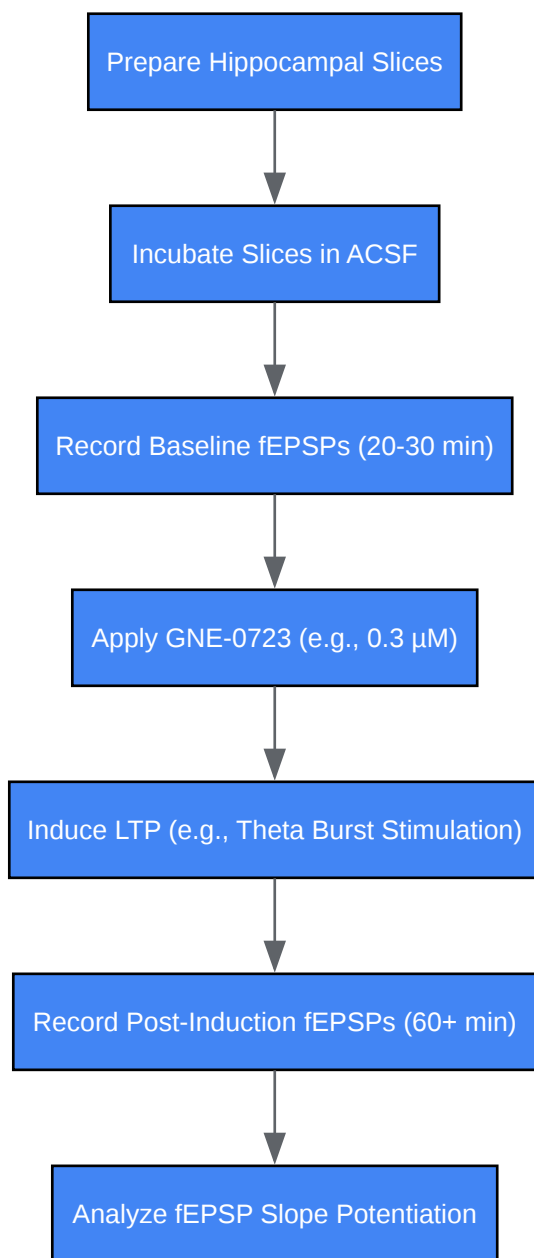 Prepare Hippocampal Slices
Incubate Slices in ACSF
Record Baseline fEPSPs (20-30 min)
Apply GNE-0723 (e.g., 0.3 µM)
Induce LTP (e.g., Theta Burst Stimulation)
Record Post-Induction fEPSPs (60+ min)
Analyze fEPSP Slope Potentiation